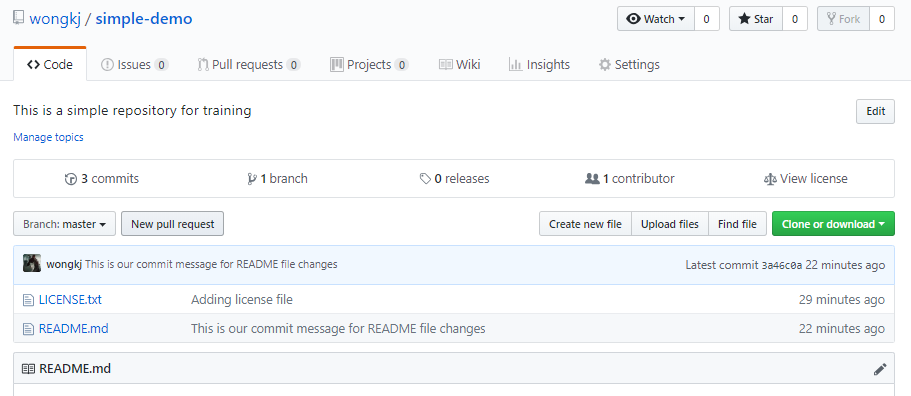 wongkj / simple-demo Watch 0 Star 0 Fork 0
Code Issues 0 Pull requests 0 Projects 0 Wiki Insights Settings
This is a simple repository for training Edit
Manage topics
3 commits 1 branch 0 releases 1 contributor View license
Branch: master New pull request Create new file Upload files Find file Clone or download
wongkj This is our commit message for README file changes Latest commit 3a46c0a 22 minutes ago
LICENSE.txt Adding license file 29 minutes ago
README.md This is our commit message for README file changes 22 minutes ago
README.md